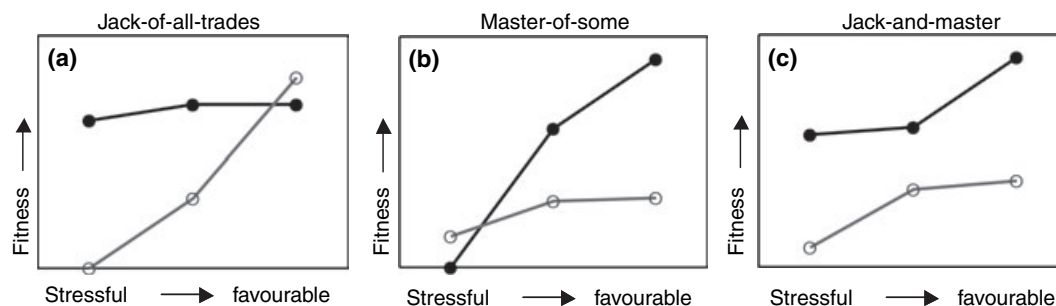 Jack-of-all-trades
(a)
Fitness
Stressful favourable
Master-of-some
(b)
Fitness
Stressful favourable
Jack-and-master
(c)
Fitness
Stressful favourable